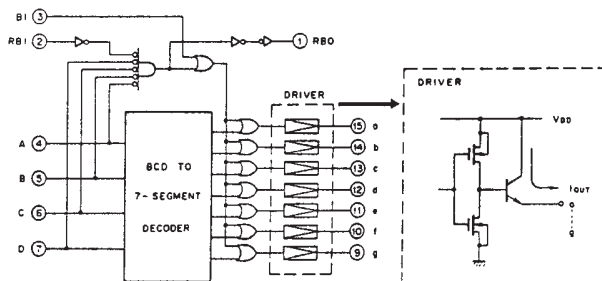 BI 3
RBI 2
1 RBO
DRIVER
DRIVER
A 4
B 5
C 6
D 7
BCD TO
7-SEGMENT
DECODER
15 a
14 b
13 c
12 d
11 e
10 f
9 g
VDD
IOUT
a
g